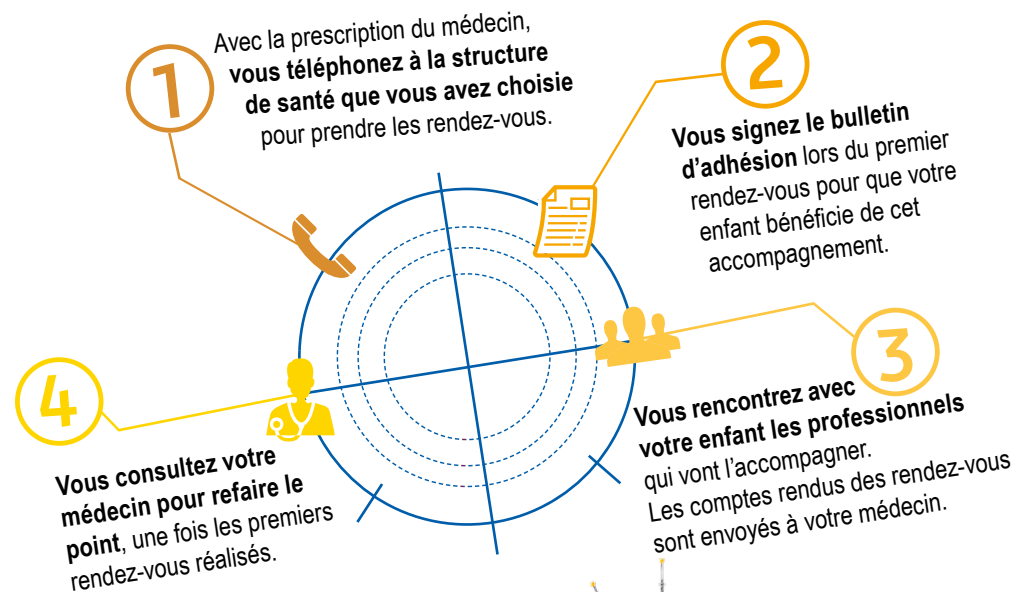 1
Avec la prescription du médecin,
vous téléphonez à la structure
de santé que vous avez choisie
pour prendre les rendez-vous.
2
Vous signez le bulletin
d’adhésion lors du premier
rendez-vous pour que votre
enfant bénéficie de cet
accompagnement.
3
Vous rencontrez avec
votre enfant les professionnels
qui vont l’accompagner.
Les comptes rendus des rendez-vous
sont envoyés à votre médecin.
4
Vous consultez votre
médecin pour refaire le
point, une fois les premiers
rendez-vous réalisés.